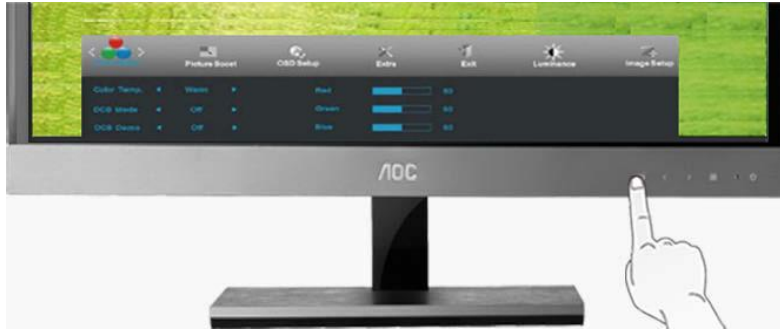 Picture Boost OSD Setup Extra Exit Luminance Image Setup
Color Temp. Warm Red 50
DCB Mode Off Green 50
DCB Demo Off Blue 50
AOC